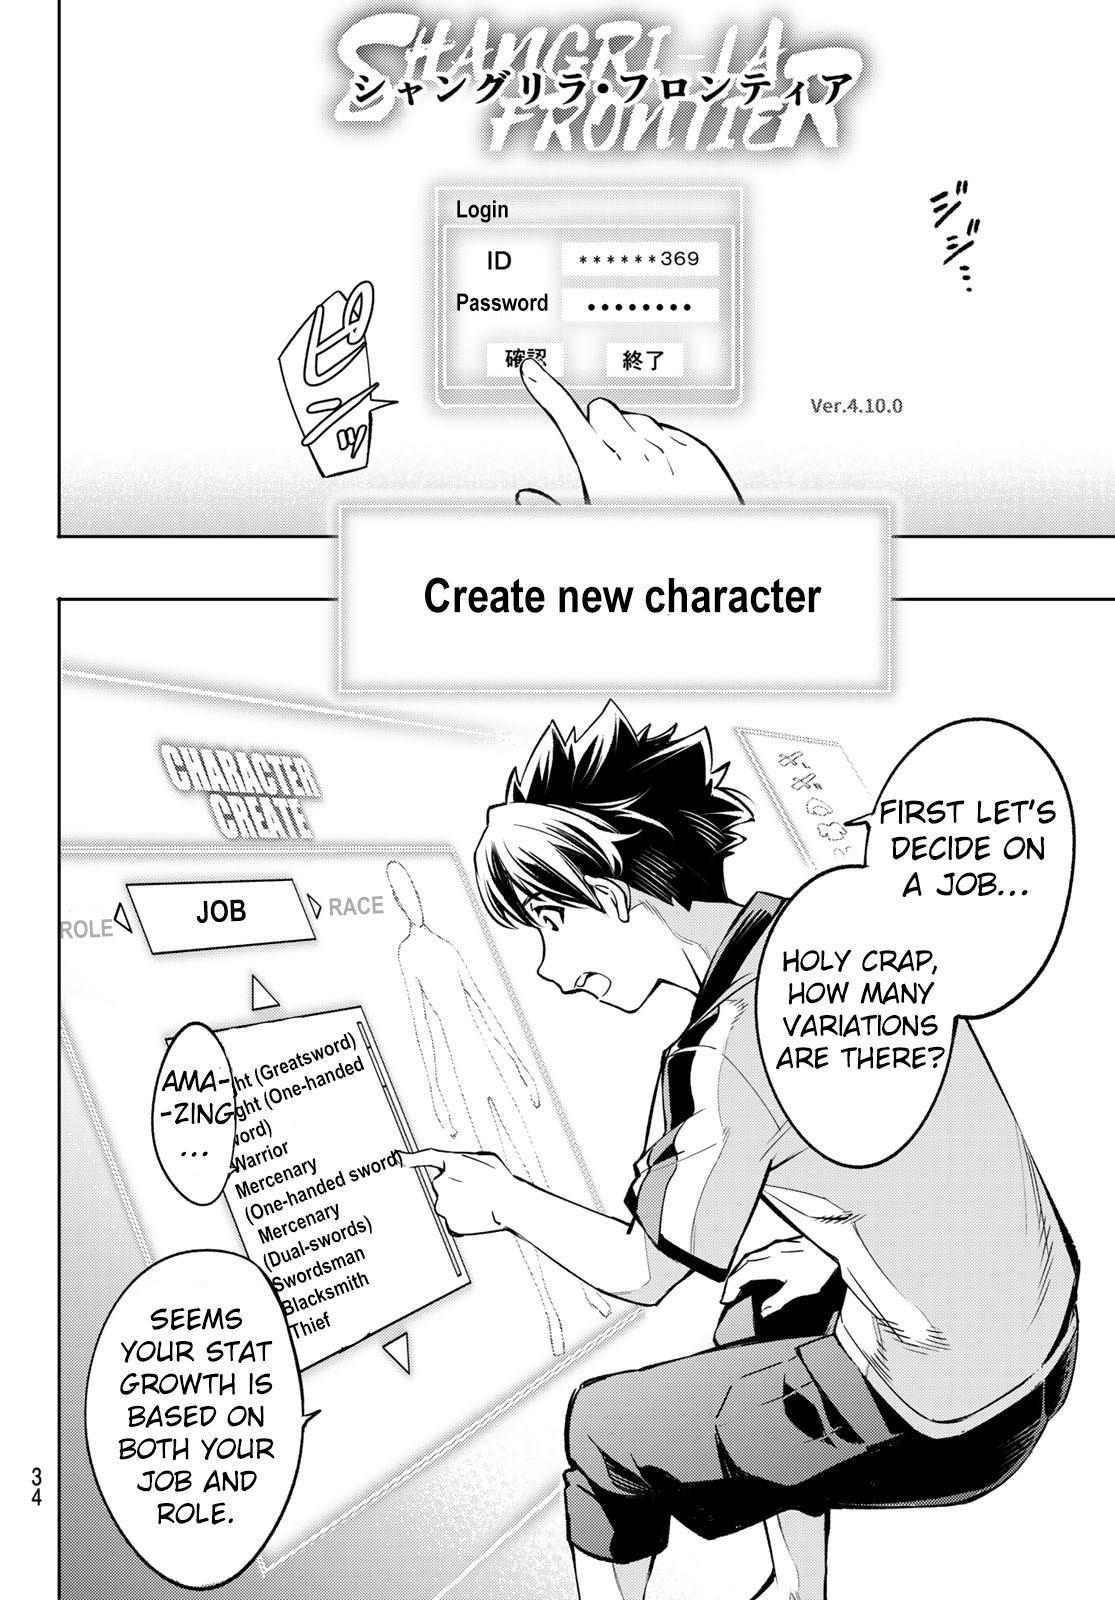 SHANGRI-LA
シャングリラ・フロンティア
FRONTIER
Login
ID ******369
Password ••••••••
確認 終了
Ver.4.10.0
ジジ…
ピンッ
Create new character
CHARACTER
CREATE
ROLE JOB RACE
FIRST LET'S
DECIDE ON
A JOB...
HOLY CRAP,
HOW MANY
VARIATIONS
ARE THERE?
AMA-
-ZING
...
ght (Greatsword)
ght (One-handed
word)
Warrior
Mercenary
(One-handed sword)
Mercenary
(Dual-swords)
Swordsman
Blacksmith
Thief
SEEMS
YOUR STAT
GROWTH IS
BASED ON
BOTH YOUR
JOB AND
ROLE.
34